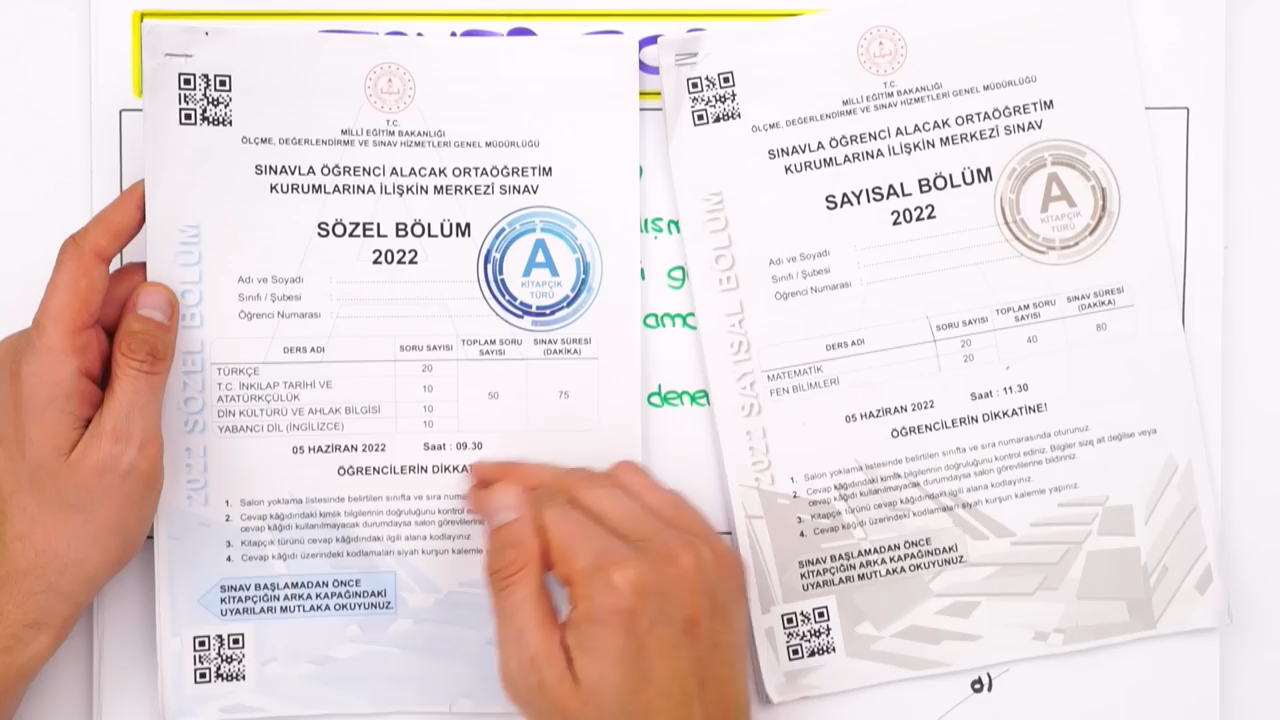 T.C.
MİLLİ EĞİTİM BAKANLIĞI
ÖLÇME, DEĞERLENDİRME VE SINAV HİZMETLERİ GENEL MÜDÜRLÜĞÜ
SINAVLA ÖĞRENCİ ALACAK ORTAÖĞRETİM
KURUMLARINA İLİŞKİN MERKEZÎ SINAV
SÖZEL BÖLÜM
2022
A
KİTAPÇIK
TÜRÜ
Adı ve Soyadı :
Sınıfı / Şubesi :
Öğrenci Numarası :
DERS ADI SORU SAYISI TOPLAM SORU SAYISI SINAV SÜRESİ (DAKİKA)
TÜRKÇE 20
T.C. İNKILAP TARİHİ VE ATATÜRKÇÜLÜK 10 50 75
DİN KÜLTÜRÜ VE AHLAK BİLGİSİ 10
YABANCI DİL (İNGİLİZCE) 10
05 HAZİRAN 2022 Saat : 09.30
ÖĞRENCİLERİN DİKKAT
1. Salon yoklama listesinde belirtilen sınıfta ve sıra numa
2. Cevap kâğıdındaki kimlik bilgilerinin doğruluğunu kontrol e
cevap kâğıdı kullanılmayacak durumdaysa salon görevlilerine
3. Kitapçık türünü cevap kâğıdındaki ilgili alana kodlayınız.
4. Cevap kâğıdı üzerindeki kodlamaları siyah kurşun kalemle
SINAV BAŞLAMADAN ÖNCE
KİTAPÇIĞIN ARKA KAPAĞINDAKİ
UYARILARI MUTLAKA OKUYUNUZ.
2022 SÖZEL BÖLÜM
T.C.
MİLLİ EĞİTİM BAKANLIĞI
ÖLÇME, DEĞERLENDİRME VE SINAV HİZMETLERİ GENEL MÜDÜRLÜĞÜ
SINAVLA ÖĞRENCİ ALACAK ORTAÖĞRETİM
KURUMLARINA İLİŞKİN MERKEZÎ SINAV
SAYISAL BÖLÜM
2022
A
KİTAPÇIK
TÜRÜ
Adı ve Soyadı :
Sınıfı / Şubesi :
Öğrenci Numarası :
DERS ADI SORU SAYISI TOPLAM SORU SAYISI SINAV SÜRESİ (DAKİKA)
MATEMATİK 20 40 80
FEN BİLİMLERİ 20
05 HAZİRAN 2022 Saat : 11.30
ÖĞRENCİLERİN DİKKATİNE!
1. Salon yoklama listesinde belirtilen sınıfta ve sıra numarasında oturunuz.
2. Cevap kâğıdındaki kimlik bilgilerinin doğruluğunu kontrol ediniz. Bilgiler size ait değilse veya
cevap kâğıdı kullanılmayacak durumdaysa salon görevlilerine bildiriniz.
3. Kitapçık türünü cevap kâğıdındaki ilgili alana kodlayınız.
4. Cevap kâğıdı üzerindeki kodlamaları siyah kurşun kalemle yapınız.
SINAV BAŞLAMADAN ÖNCE
KİTAPÇIĞIN ARKA KAPAĞINDAKİ
UYARILARI MUTLAKA OKUYUNUZ.
2022 SAYISAL BÖLÜM
d)